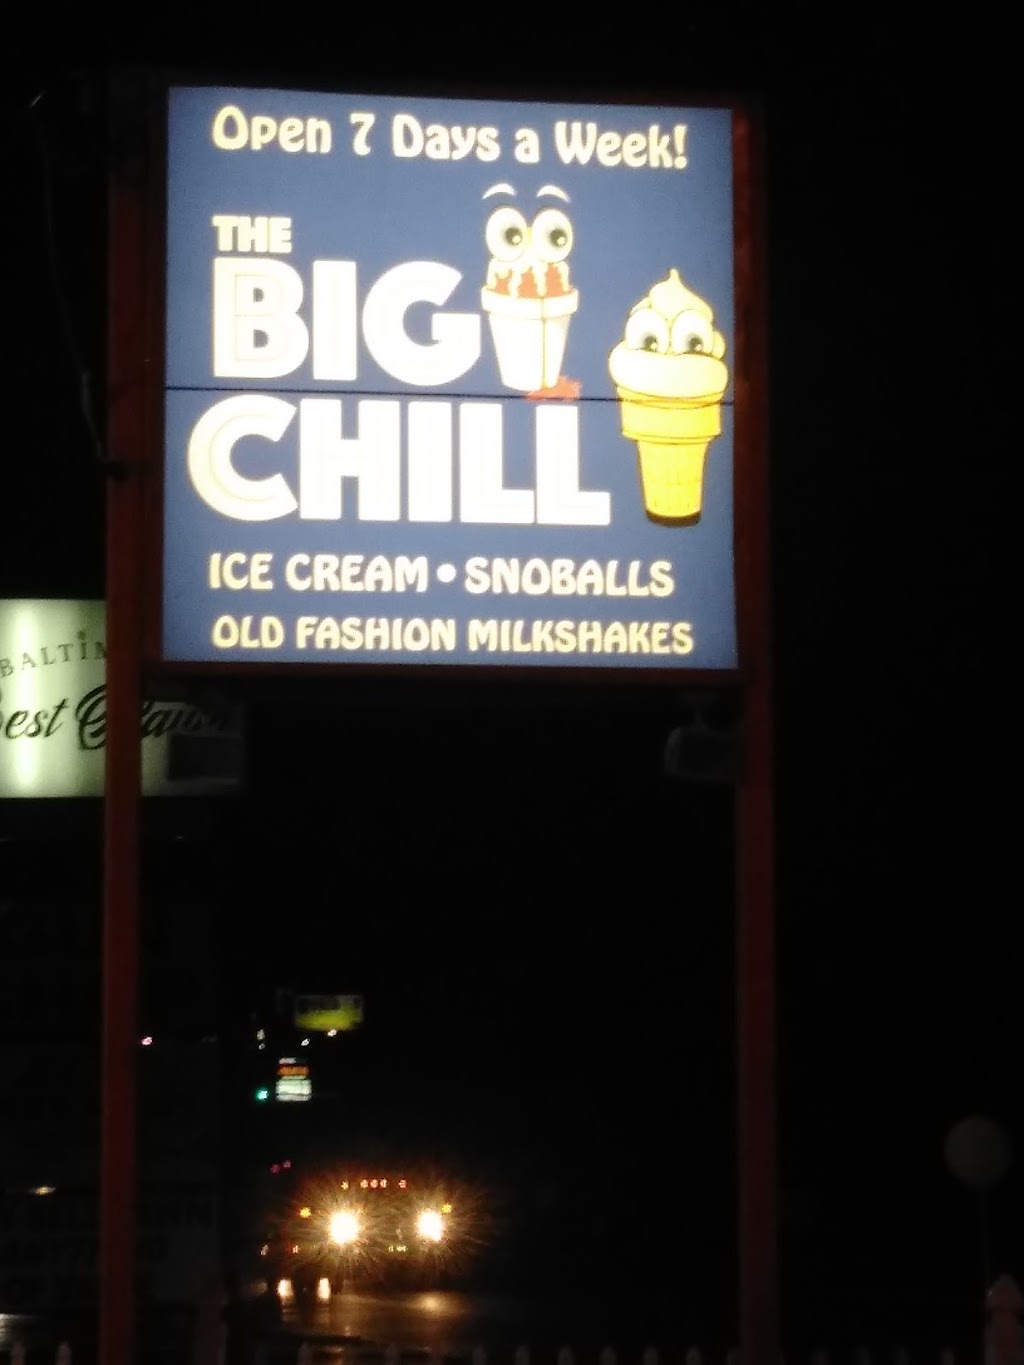 Open 7 Days a Week!
THE
BIG
CHILL
ICE CREAM • SNOBALLS
OLD FASHION MILKSHAKES